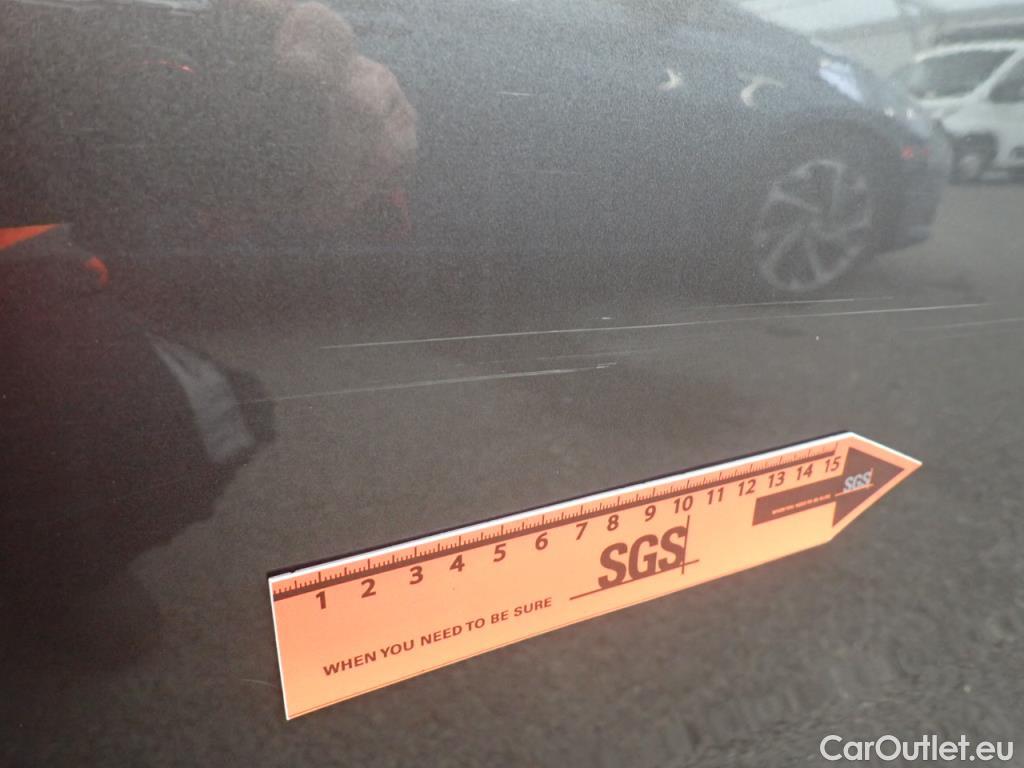 1 2 3 4 5 6 7 8 9 10 11 12 13 14 15
SGS
SGS
WHEN YOU NEED TO BE SURE
CarOutlet.eu